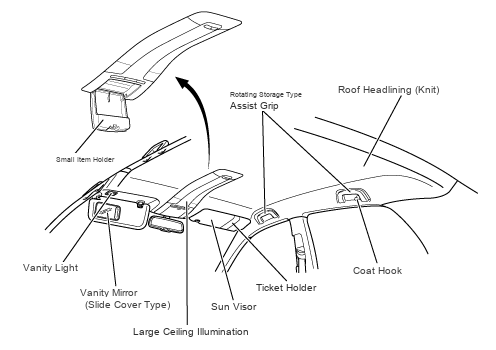 Rotating Storage Type
Assist Grip
Roof Headlining (Knit)
Small Item Holder
Vanity Light
Vanity Mirror
(Slide Cover Type)
Large Ceiling Illumination
Sun Visor
Ticket Holder
Coat Hook